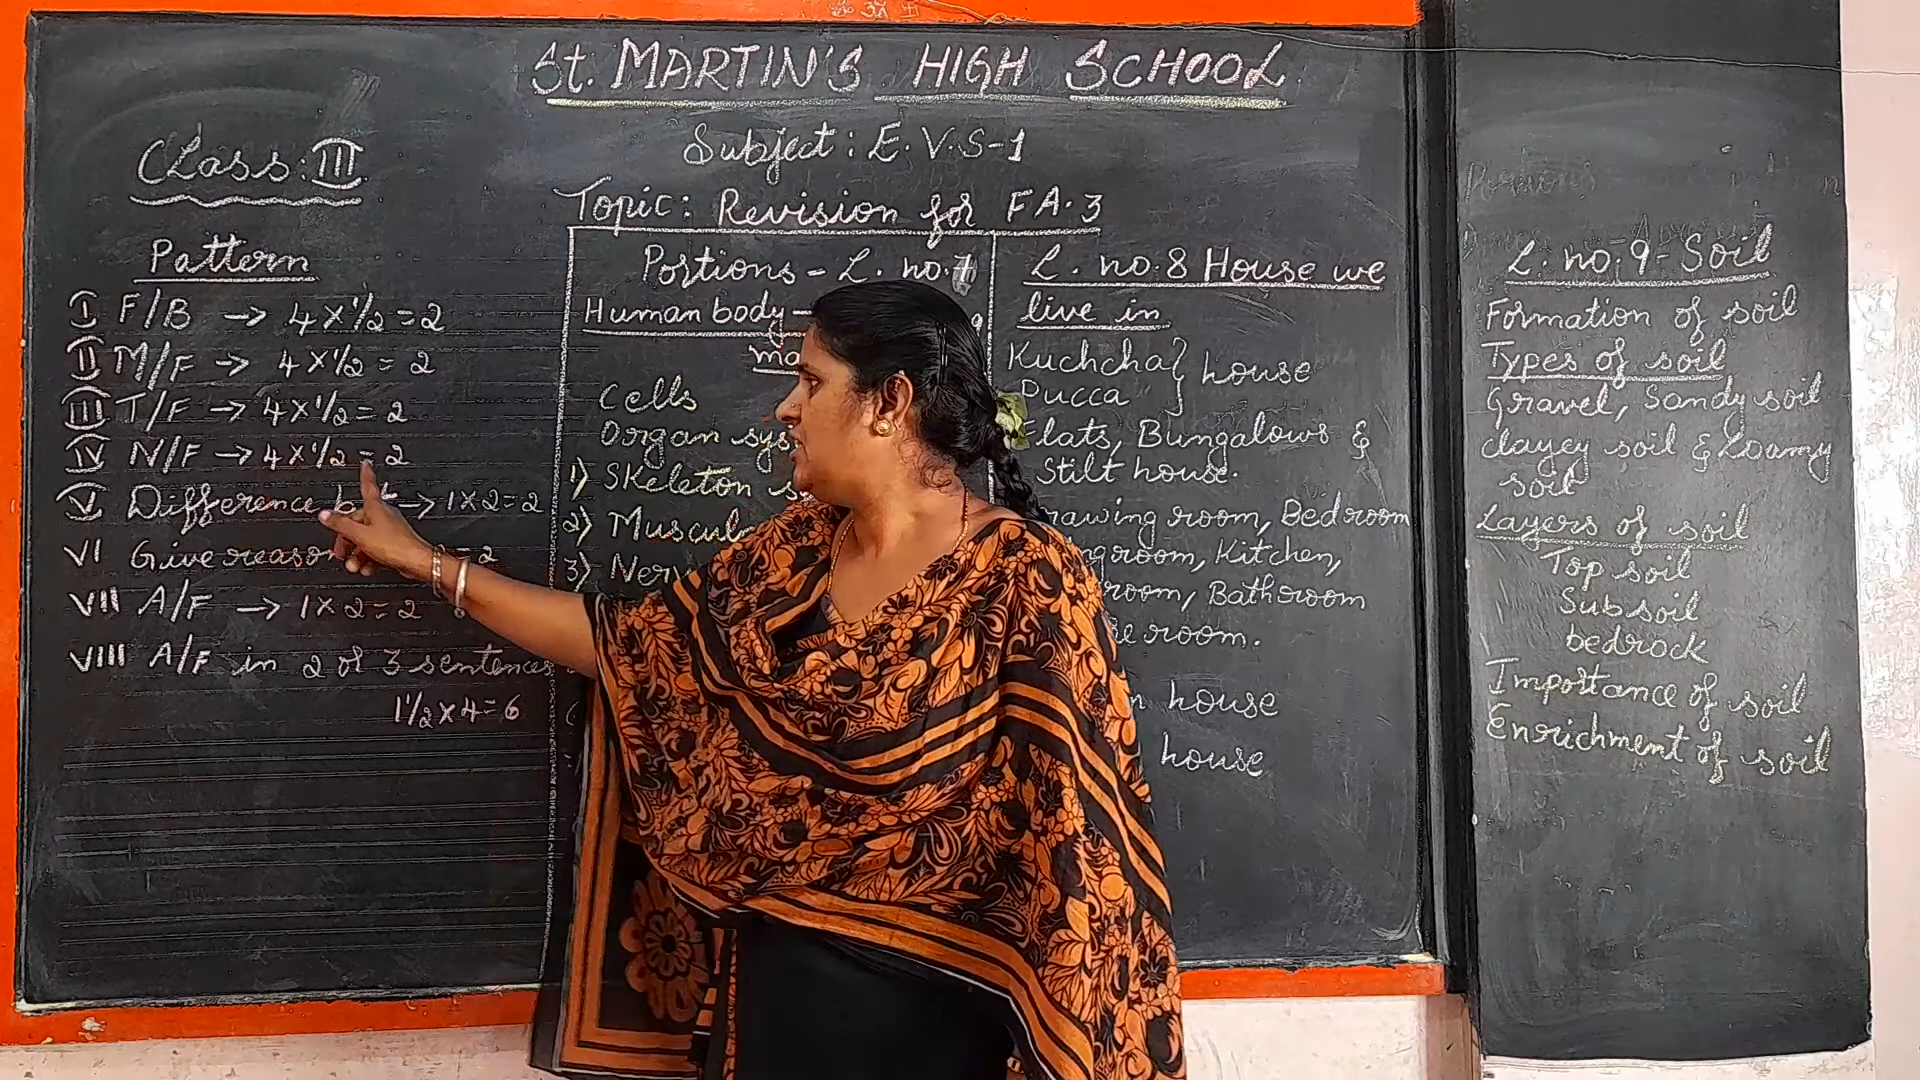 St. MARTIN'S HIGH SCHOOL
Subject: E.V.S-1
Class: III
Topic: Revision for FA.3
Pattern
I F/B → 4 x 1/2 = 2
II M/F → 4 x 1/2 = 2
III T/F → 4 x 1/2 = 2
IV N/F → 4 x 1/2 = 2
V Difference → 1 x 2 = 2
VI Give reason = 2
VII A/F → 1 x 2 = 2
VIII A/F in 2 or 3 sentences
1 1/2 x 4 = 6
Portions - L. no. 7
Human body -
Cells
Organ
1) Skeleton
2)
3)
L. no. 8 House we
live in
Kuchcha } house
Pucca
Flats, Bungalows &
Stilt house.
Bedroom
Kitchen,
room, Bathroom
room.
house
house
L. no. 9 - Soil
Formation of soil
Types of soil
Gravel, Sandy soil
clayey soil & Loamy
soil
Layers of soil
Top soil
Subsoil
bedrock
Importance of soil
Enrichment of soil